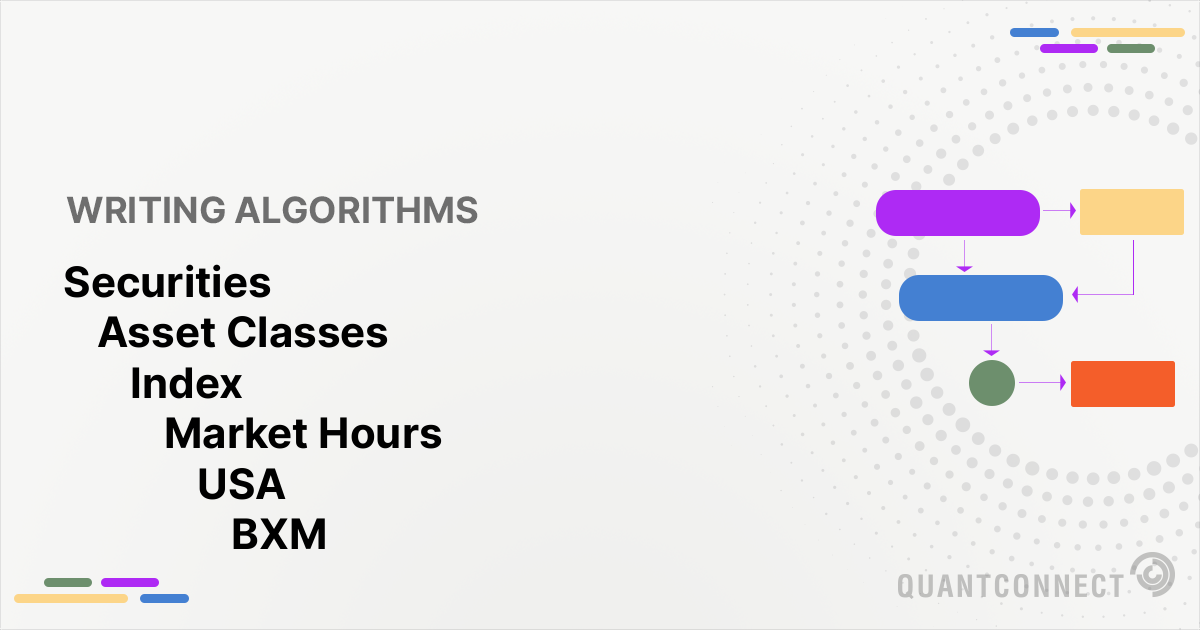 WRITING ALGORITHMS
Securities
Asset Classes
Index
Market Hours
USA
BXM
QUANTCONNECT